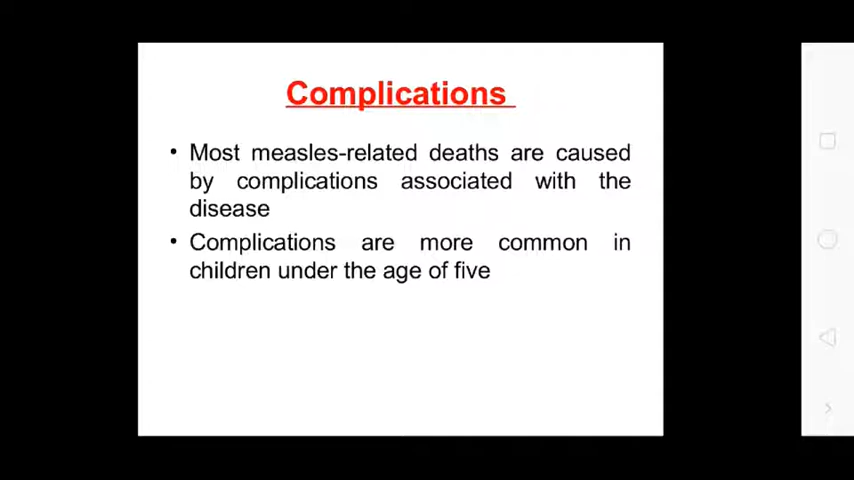 Complications
• Most measles-related deaths are caused
by complications associated with the
disease
• Complications are more common in
children under the age of five